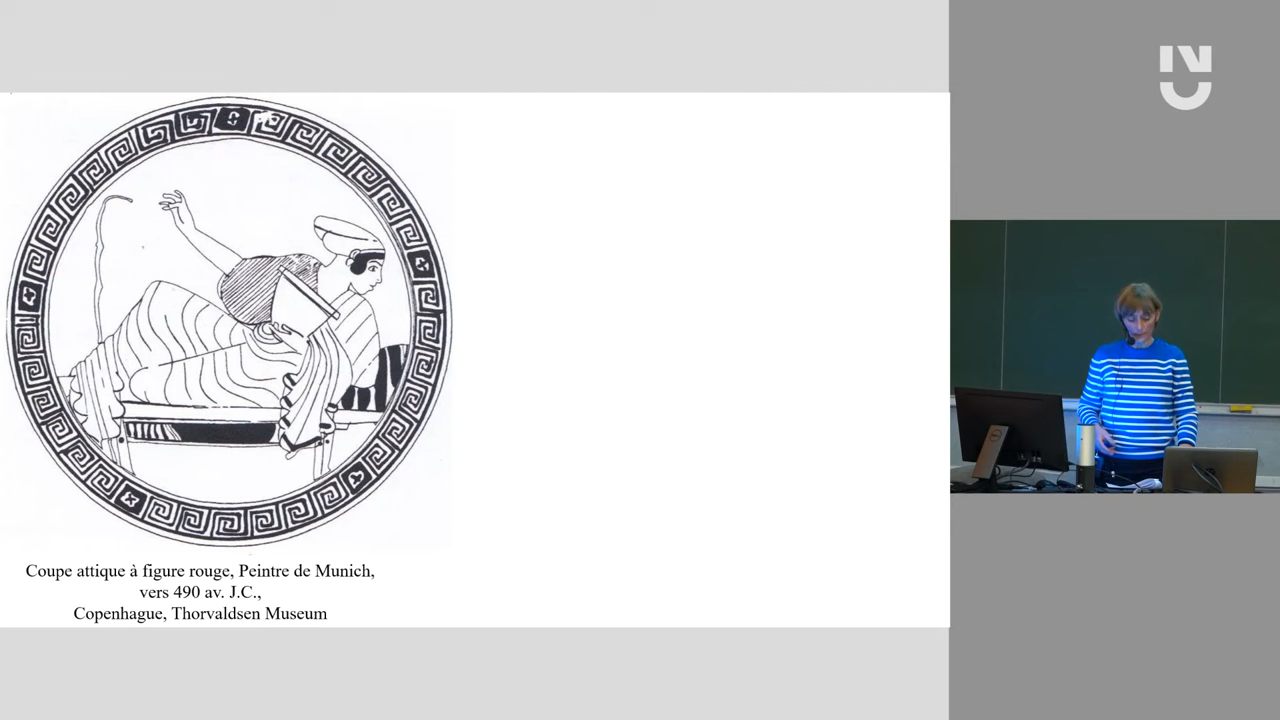 Coupe attique à figure rouge, Peintre de Munich,
vers 490 av. J.C.,
Copenhague, Thorvaldsen Museum